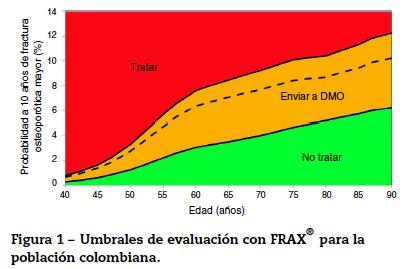 Probabilidad a 10 años de fractura
osteoporótica mayor (%)
14
12
10
8
6
4
2
0
Tratar
Enviar a DMO
No tratar
40 45 50 55 60 65 70 75 80 85 90
Edad (años)
Figura 1 – Umbrales de evaluación con FRAX® para la
población colombiana.